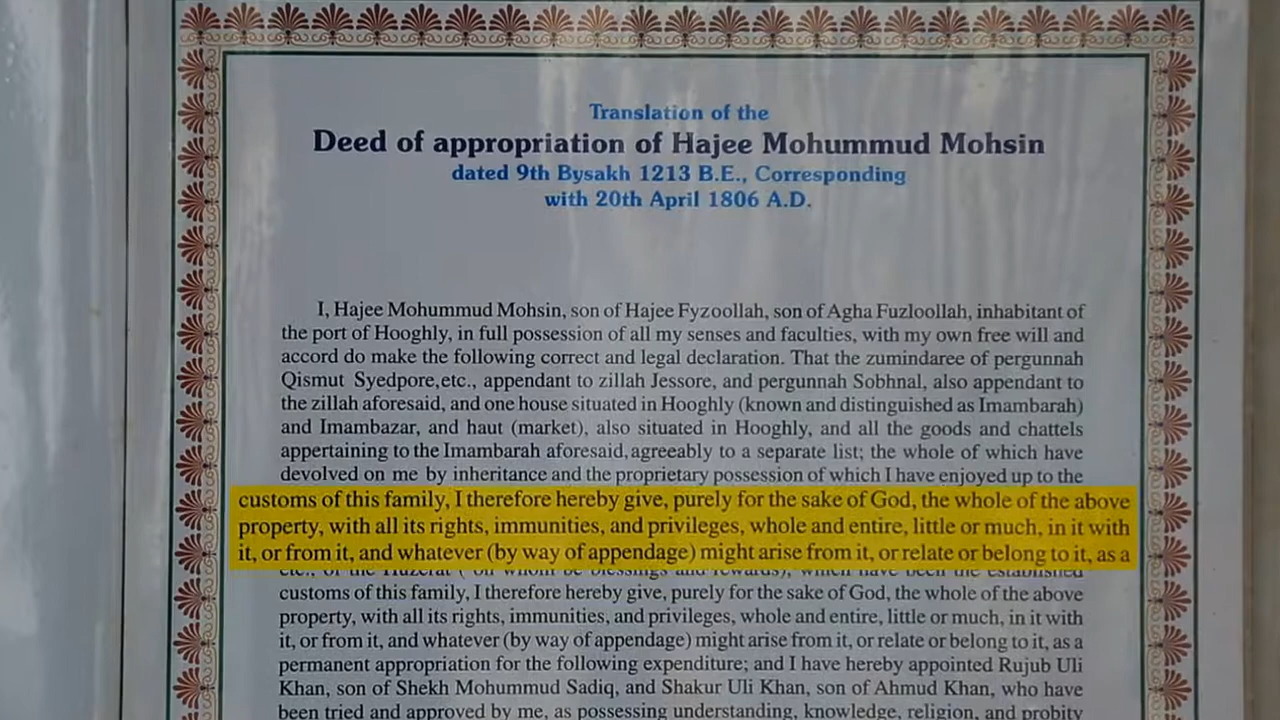 Translation of the
Deed of appropriation of Hajee Mohummud Mohsin
dated 9th Bysakh 1213 B.E., Corresponding
with 20th April 1806 A.D.
I, Hajee Mohummud Mohsin, son of Hajee Fyzoollah, son of Agha Fuzloollah, inhabitant of
the port of Hooghly, in full possession of all my senses and faculties, with my own free will and
accord do make the following correct and legal declaration. That the zumindaree of pergunnah
Qismut Syedpore,etc., appendant to zillah Jessore, and pergunnah Sobhnal, also appendant to
the zillah aforesaid, and one house situated in Hooghly (known and distinguished as Imambarah)
and Imambazar, and haut (market), also situated in Hooghly, and all the goods and chattels
appertaining to the Imambarah aforesaid, agreeably to a separate list; the whole of which have
devolved on me by inheritance and the proprietary possession of which I have enjoyed up to the
customs of this family, I therefore hereby give, purely for the sake of God, the whole of the above
property, with all its rights, immunities, and privileges, whole and entire, little or much, in it with
it, or from it, and whatever (by way of appendage) might arise from it, or relate or belong to it, as a
etc., of the Huzerat ( on whom be blessings and rewards), which have been the established
customs of this family, I therefore hereby give, purely for the sake of God, the whole of the above
property, with all its rights, immunities, and privileges, whole and entire, little or much, in it with
it, or from it, and whatever (by way of appendage) might arise from it, or relate or belong to it, as a
permanent appropriation for the following expenditure; and I have hereby appointed Rujub Uli
Khan, son of Shekh Mohummud Sadiq, and Shakur Uli Khan, son of Ahmud Khan, who have
been tried and approved by me, as possessing understanding, knowledge, religion, and probity